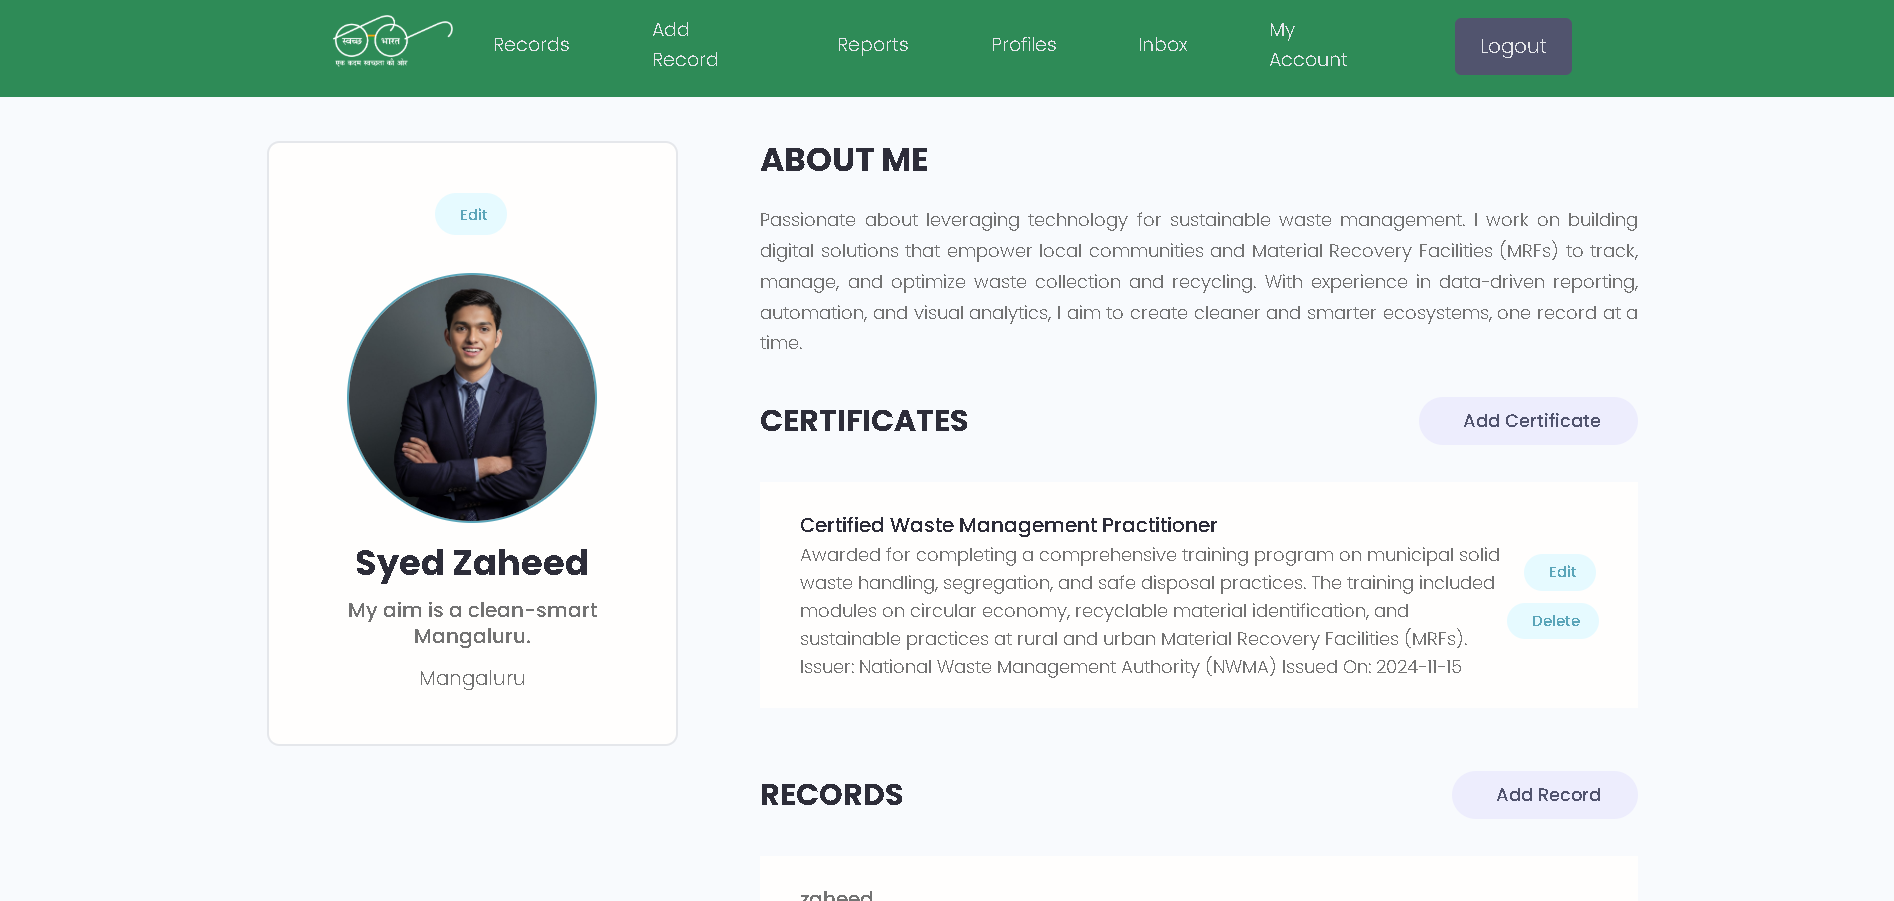 स्वच्छ भारत
एक कदम स्वच्छता की ओर
Records
Add
Record
Reports
Profiles
Inbox
My
Account
Logout
Edit
Syed Zaheed
My aim is a clean-smart
Mangaluru.
Mangaluru
ABOUT ME
Passionate about leveraging technology for sustainable waste management. I work on building
digital solutions that empower local communities and Material Recovery Facilities (MRFs) to track,
manage, and optimize waste collection and recycling. With experience in data-driven reporting,
automation, and visual analytics, I aim to create cleaner and smarter ecosystems, one record at a
time.
CERTIFICATES
Add Certificate
Certified Waste Management Practitioner
Awarded for completing a comprehensive training program on municipal solid
waste handling, segregation, and safe disposal practices. The training included
modules on circular economy, recyclable material identification, and
sustainable practices at rural and urban Material Recovery Facilities (MRFs).
Issuer: National Waste Management Authority (NWMA) Issued On: 2024-11-15
Edit
Delete
RECORDS
Add Record
zaheed